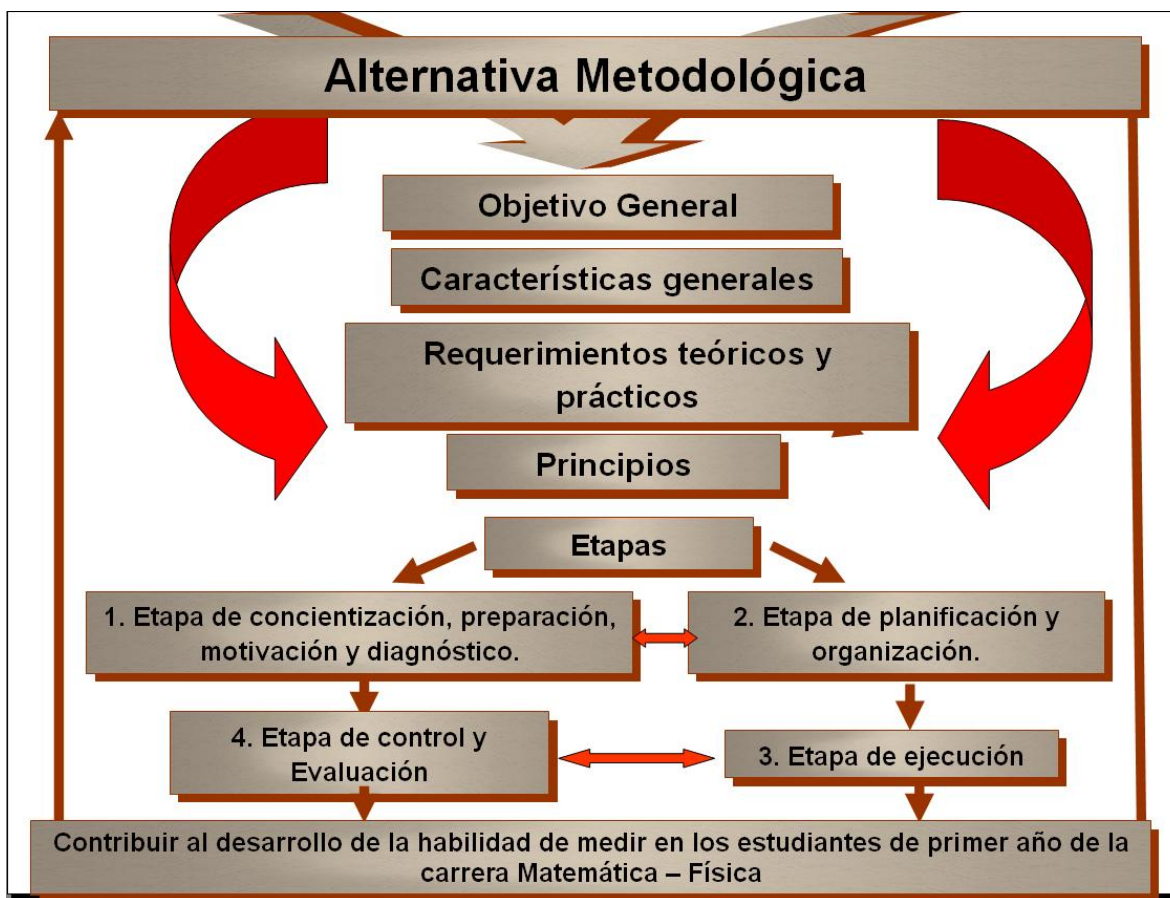 Alternativa Metodológica
Objetivo General
Característícas generales
Requerimientos teóricos y
prácticos
Principios
Etapas
1. Etapa de concientización, preparación,
motivación y diagnóstico.
2. Etapa de planificación y
organización.
4. Etapa de control y
Evaluación
3. Etapa de ejecución
Contribuir al desarrollo de la habilidad de medir en los estudiantes de primer año de la
carrera Matemática – Física